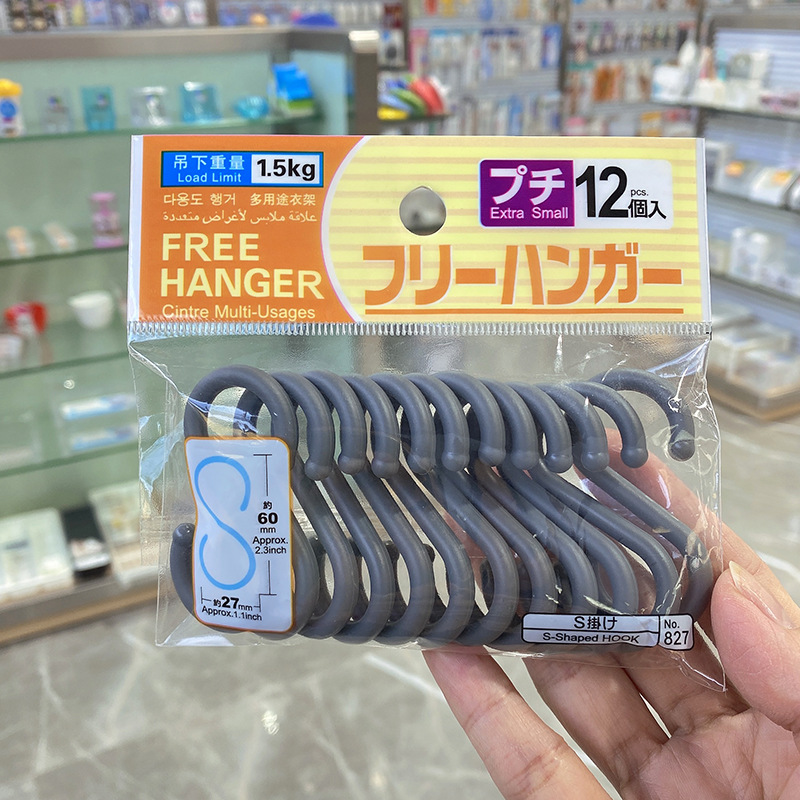 吊下重量
Load Limit
1.5kg
다용도 행거 多用途衣架
علاقة ملابس لأغراض متعددة
FREE
HANGER
Cintre Multi-Usages
プチ
Extra Small
12 pcs.
個入
フリーハンガー
約
60
mm
Approx.
2.3inch
約27mm
Approx.1.1inch
S掛け
S-Shaped HOOK
No.
827